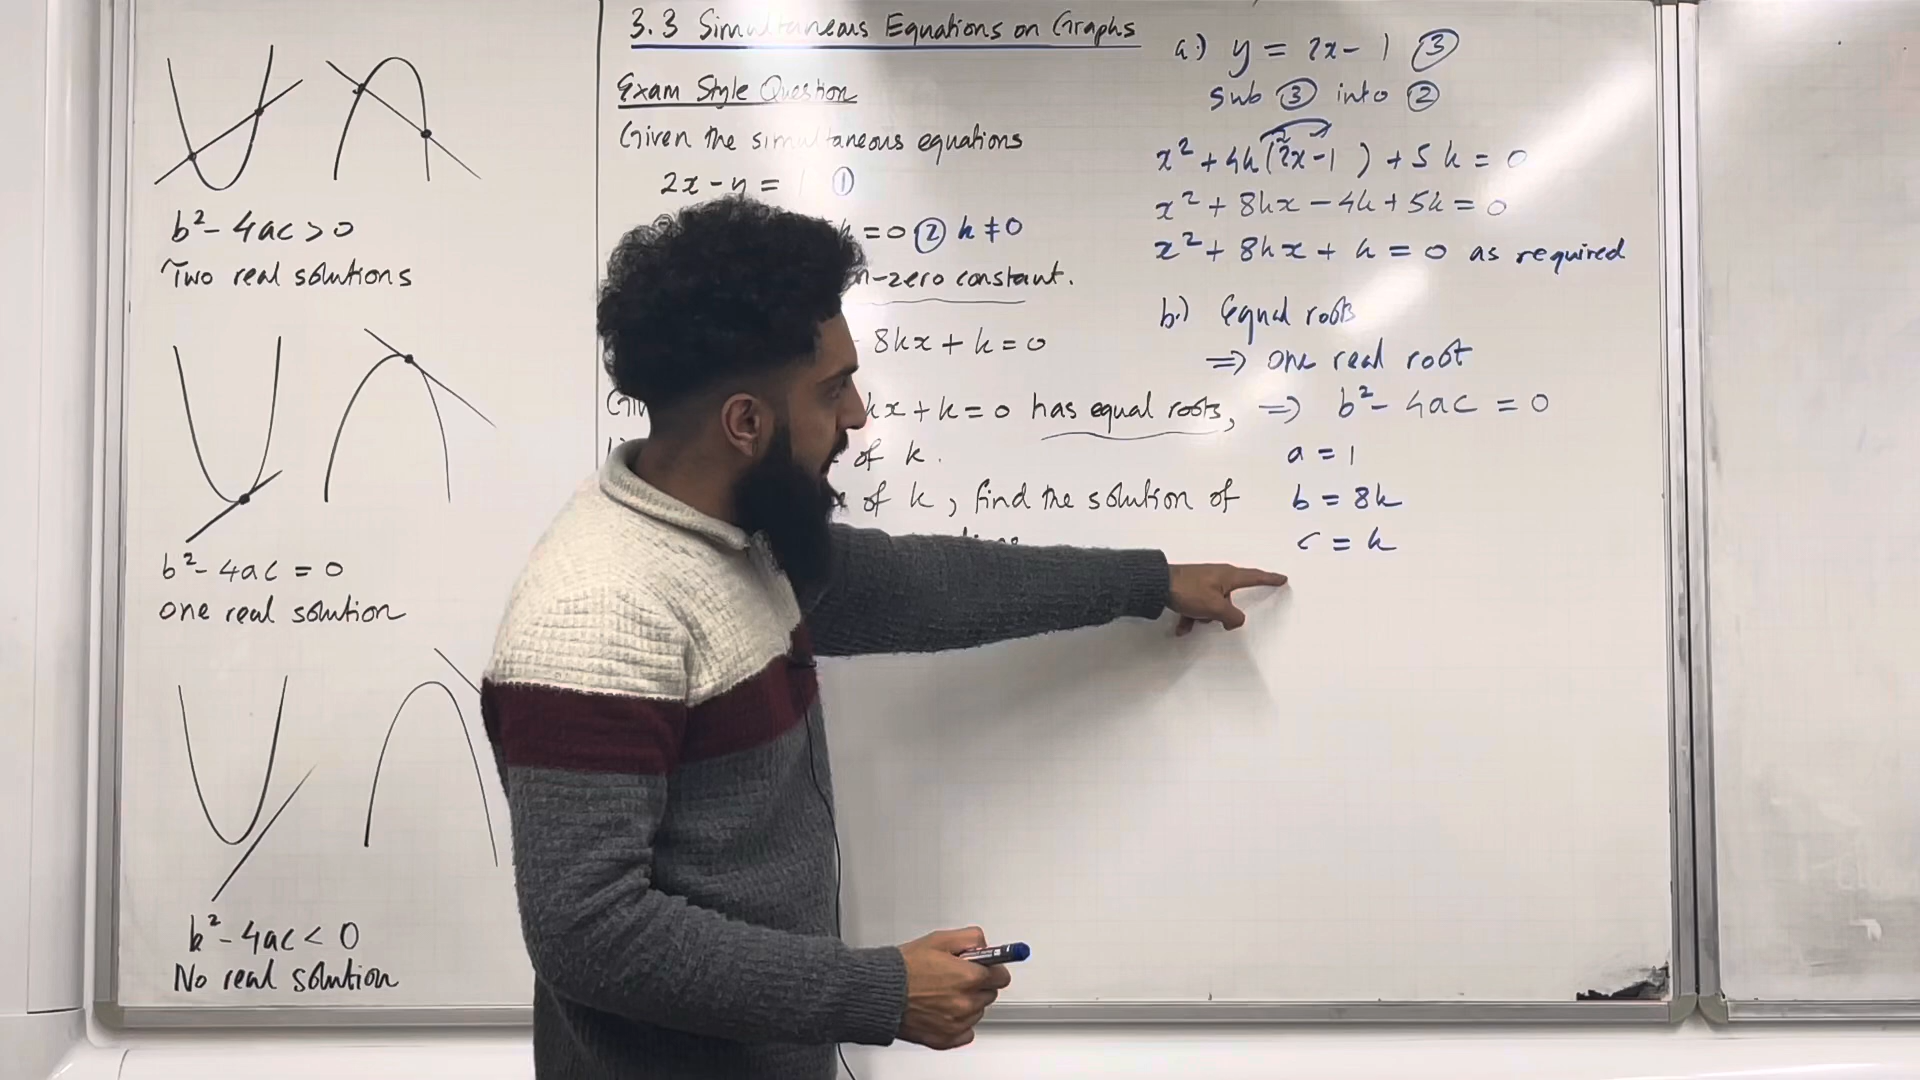 b² - 4ac > 0
Two real solutions
b² - 4ac = 0
one real solution
b² - 4ac < 0
No real solution
3.3 Simultaneous Equations on Graphs
Exam Style Question
Given the simultaneous equations
2x - y = 1 ①
k = 0 ② k ≠ 0
n-zero constant.
8kx + k = 0
kx + k = 0 has equal roots,
of k.
of k, find the solution of
a.) y = 2x - 1 ③
sub ③ into ②
x² + 4k(2x - 1) + 5k = 0
x² + 8kx - 4k + 5k = 0
x² + 8kx + k = 0 as required
b.) Equal roots
⇒ one real root
⇒ b² - 4ac = 0
a = 1
b = 8k
c = k